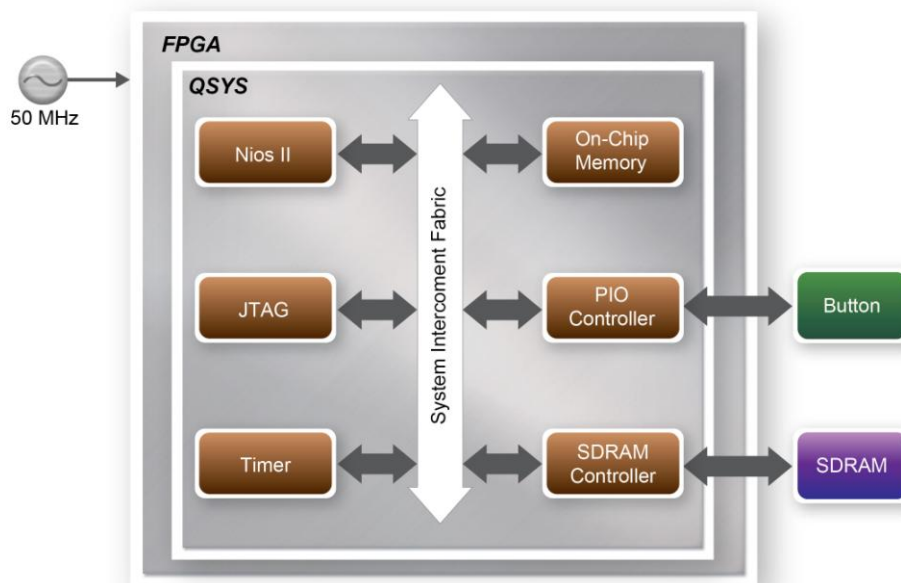 FPGA
QSYS
50 MHz
Nios II
On-Chip
Memory
System Intercoment Fabric
JTAG
PIO
Controller
Button
Timer
SDRAM
Controller
SDRAM